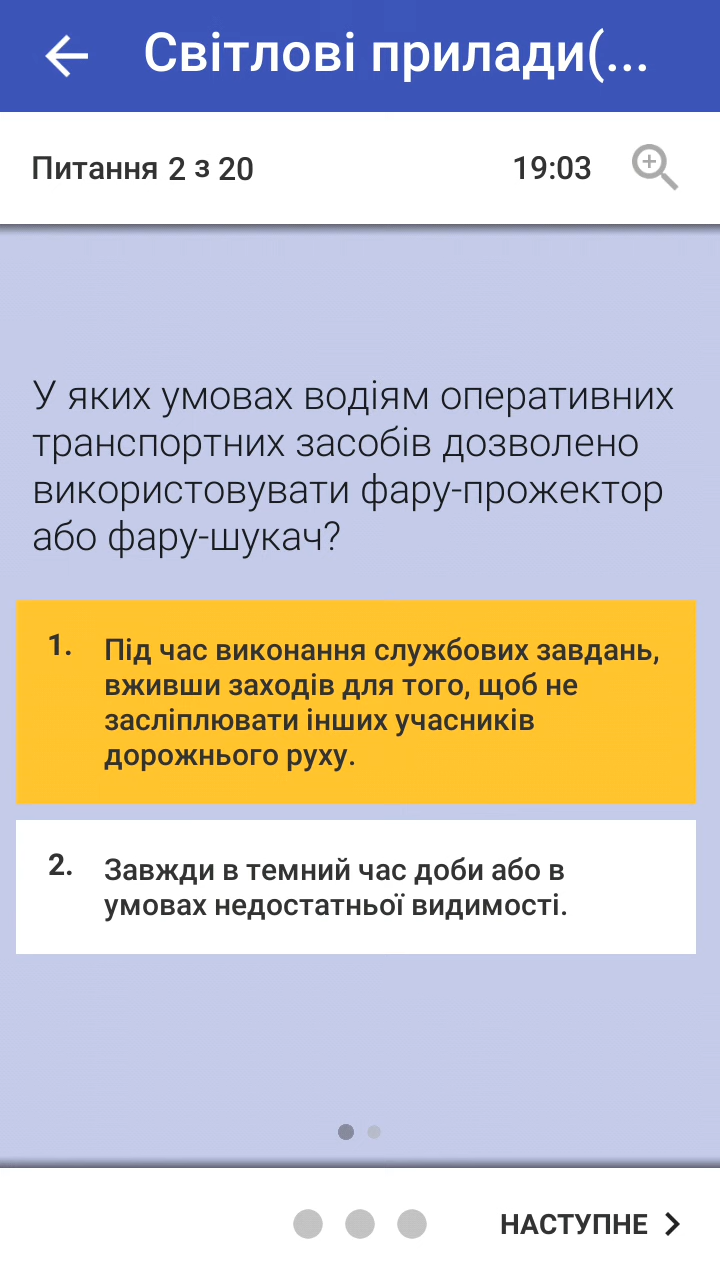 Світлові прилади(...
Питання 2 з 20
19:03
У яких умовах водіям оперативних
транспортних засобів дозволено
використовувати фару-прожектор
або фару-шукач?
1. Під час виконання службових завдань,
вживши заходів для того, щоб не
засліплювати інших учасників
дорожнього руху.
2. Завжди в темний час доби або в
умовах недостатньої видимості.
НАСТУПНЕ